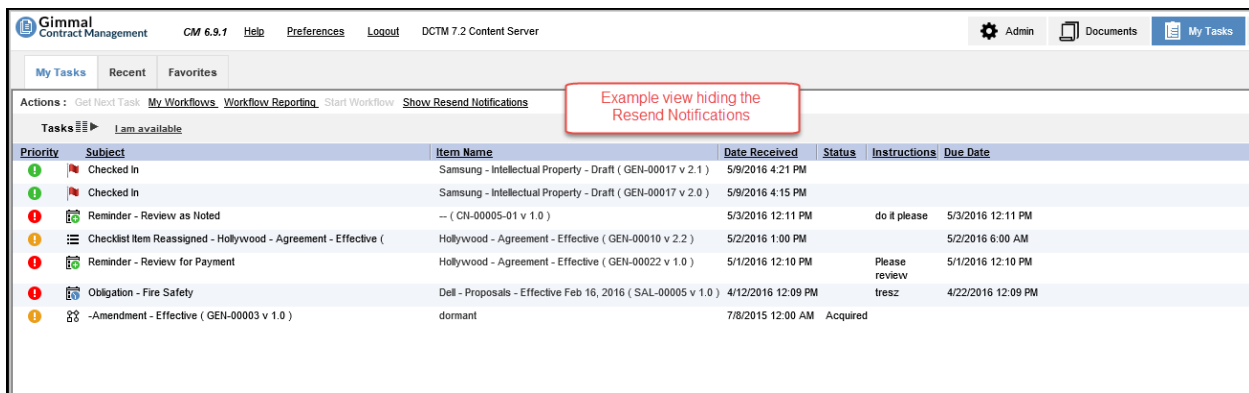 Gimmal
Contract Management CM 6.9.1 Help Preferences Logout DCTM 7.2 Content Server Admin Documents My Tasks
My Tasks Recent Favorites
Actions : Get Next Task My Workflows Workflow Reporting Start Workflow Show Resend Notifications
Example view hiding the
Resend Notifications
Tasks I am available
Priority Subject Item Name Date Received Status Instructions Due Date
Checked In Samsung - Intellectual Property - Draft ( GEN-00017 v 2.1 ) 5/9/2016 4:21 PM
Checked In Samsung - Intellectual Property - Draft ( GEN-00017 v 2.0 ) 5/9/2016 4:15 PM
Reminder - Review as Noted -- ( CN-00005-01 v 1.0 ) 5/3/2016 12:11 PM do it please 5/3/2016 12:11 PM
Checklist Item Reassigned - Hollywood - Agreement - Effective ( Hollywood - Agreement - Effective ( GEN-00010 v 2.2 ) 5/2/2016 1:00 PM 5/2/2016 6:00 AM
Reminder - Review for Payment Hollywood - Agreement - Effective ( GEN-00022 v 1.0 ) 5/1/2016 12:10 PM Please 5/1/2016 12:10 PM
review
Obligation - Fire Safety Dell - Proposals - Effective Feb 16, 2016 ( SAL-00005 v 1.0 ) 4/12/2016 12:09 PM tresz 4/22/2016 12:09 PM
-Amendment - Effective ( GEN-00003 v 1.0 ) dormant 7/8/2015 12:00 AM Acquired